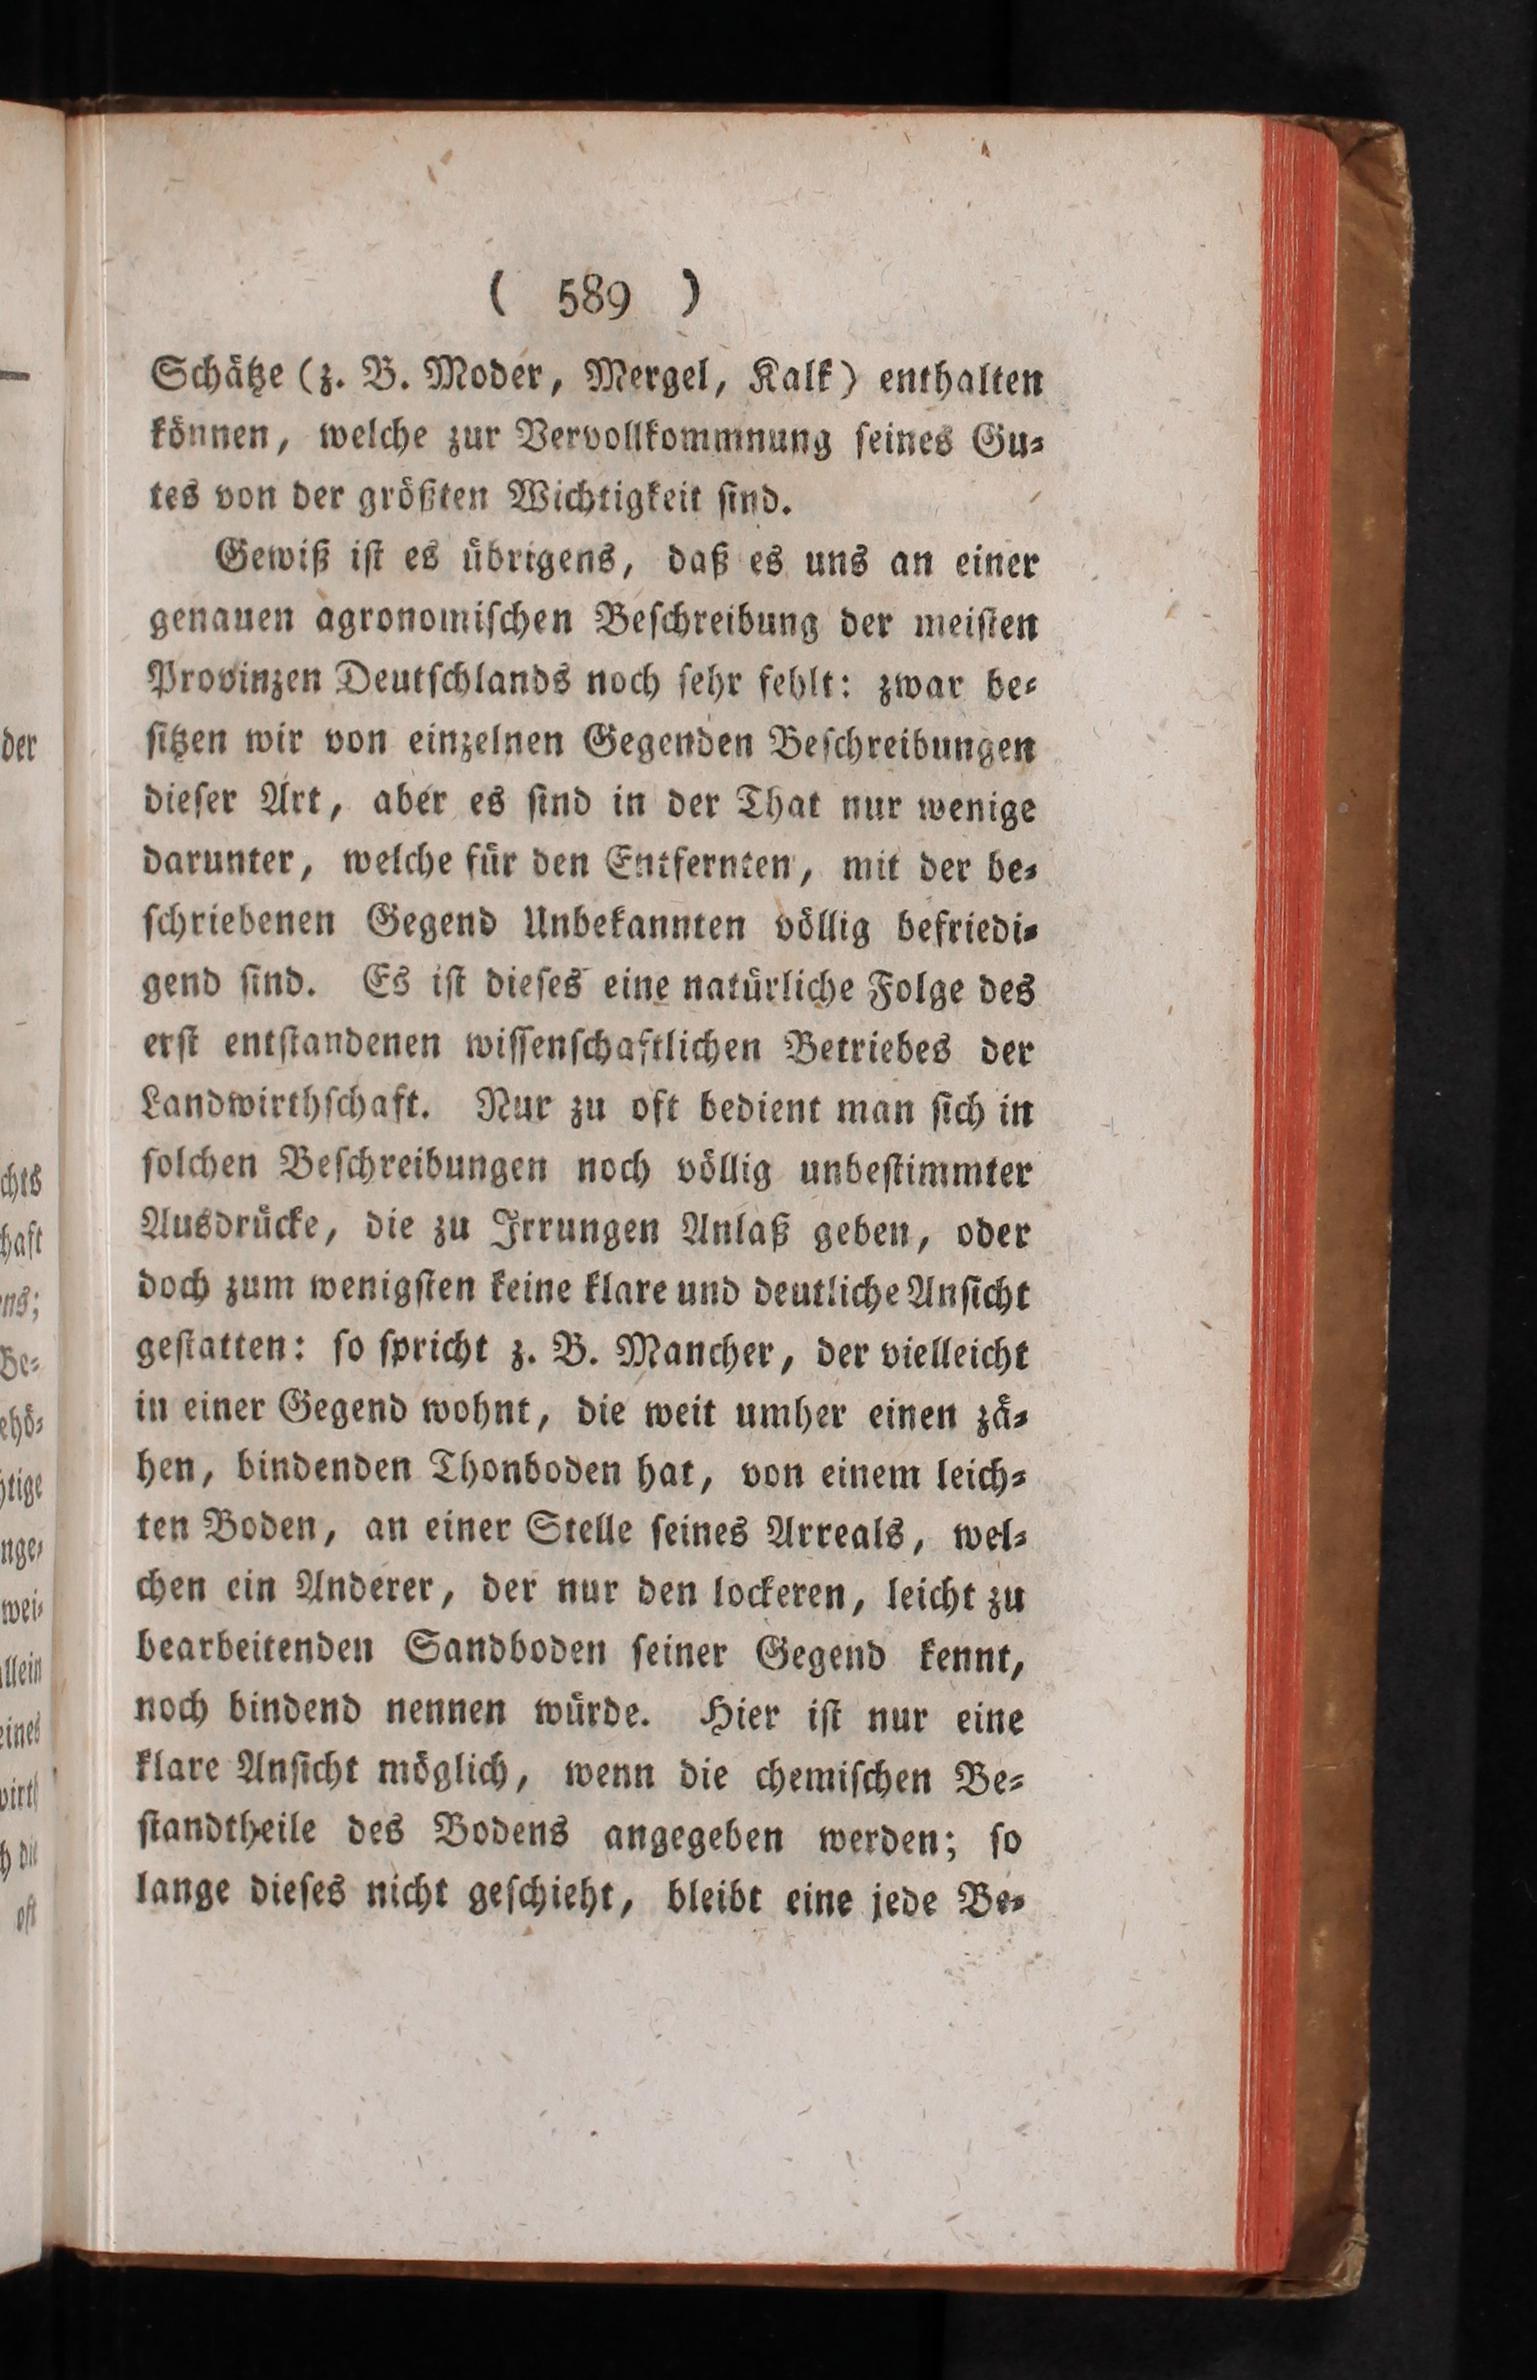 ( 589 )
Schätze (z. B. Moder, Mergel, Kalk) enthalten
können, welche zur Vervollkommnung ſeines Gu⸗
tes von der größten Wichtigkeit ſind.
Gewiß iſt es übrigens, daß es uns an einer
genauen agronomiſchen Beſchreibung der meiſten
Provinzen Deutſchlands noch ſehr fehlt: zwar be⸗
ſitzen wir von einzelnen Gegenden Beſchreibungen
dieſer Art, aber es ſind in der That nur wenige
darunter, welche für den Entfernten, mit der be⸗
ſchriebenen Gegend Unbekannten völlig befriedi⸗
gend ſind. Es iſt dieſes eine natürliche Folge des
erſt entſtandenen wiſſenſchaftlichen Betriebes der
Landwirthſchaft. Nur zu oft bedient man ſich in
ſolchen Beſchreibungen noch völlig unbeſtimmter
Ausdrücke, die zu Irrungen Anlaß geben, oder
doch zum wenigſten keine klare und deutliche Anſicht
geſtatten: ſo ſpricht z. B. Mancher, der vielleicht
in einer Gegend wohnt, die weit umher einen zä⸗
hen, bindenden Thonboden hat, von einem leich⸗
ten Boden, an einer Stelle ſeines Arreals, wel⸗
chen ein Anderer, der nur den lockeren, leicht zu
bearbeitenden Sandboden ſeiner Gegend kennt,
noch bindend nennen würde. Hier iſt nur eine
klare Anſicht möglich, wenn die chemiſchen Be⸗
ſtandtheile des Bodens angegeben werden; ſo
lange dieſes nicht geſchieht, bleibt eine jede Be⸗